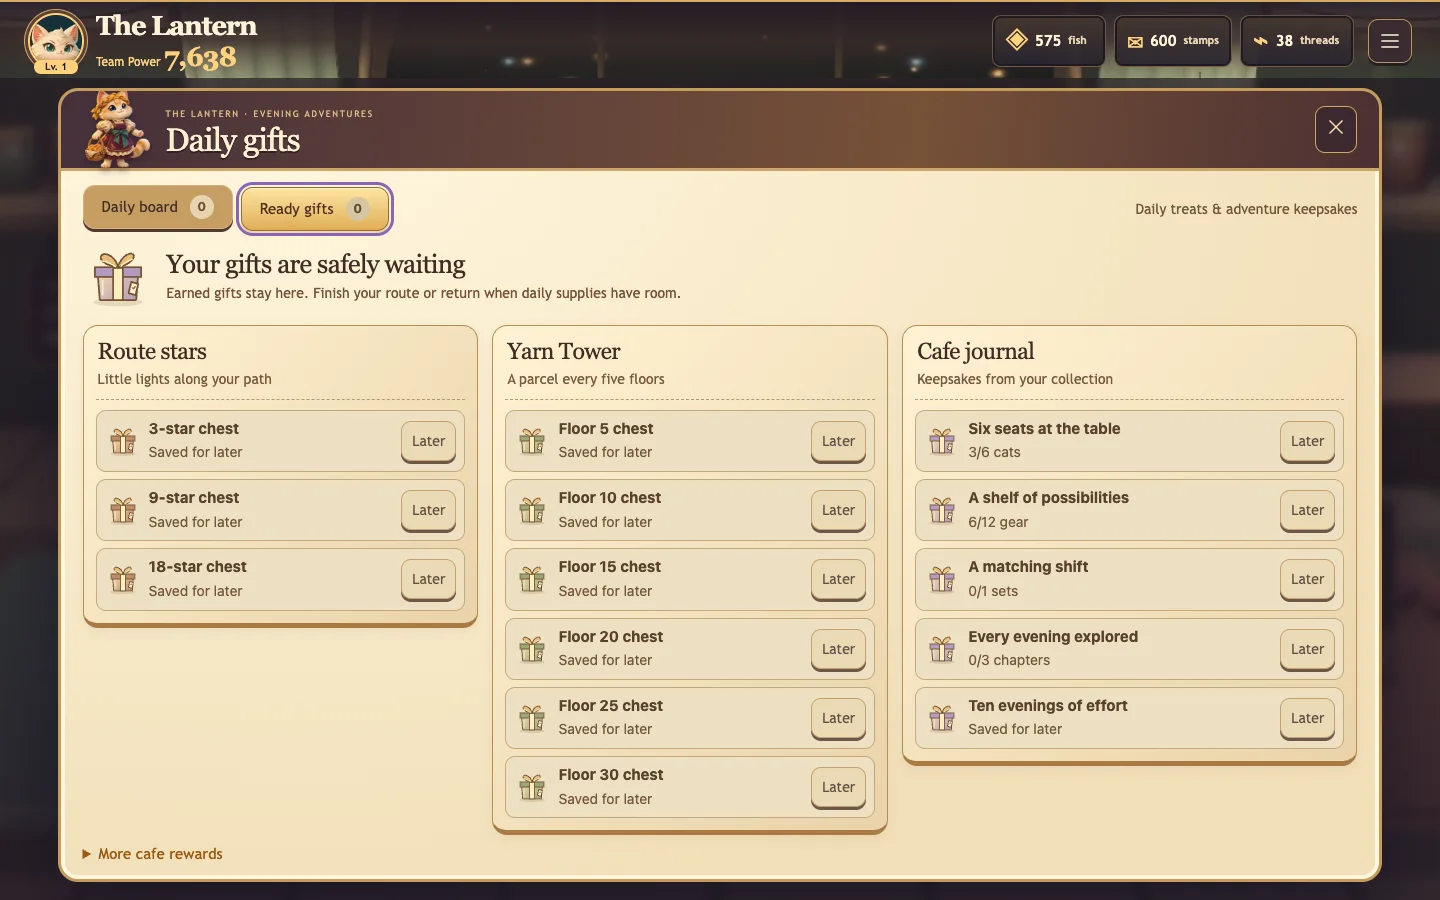 The Lantern
Team Power 7,638
Lv. 1
575 fish
600 stamps
38 threads
THE LANTERN · EVENING ADVENTURES
Daily gifts
Daily board 0
Ready gifts 0
Daily treats & adventure keepsakes
Your gifts are safely waiting
Earned gifts stay here. Finish your route or return when daily supplies have room.
Route stars
Little lights along your path
3-star chest
Saved for later
Later
9-star chest
Saved for later
Later
18-star chest
Saved for later
Later
Yarn Tower
A parcel every five floors
Floor 5 chest
Saved for later
Later
Floor 10 chest
Saved for later
Later
Floor 15 chest
Saved for later
Later
Floor 20 chest
Saved for later
Later
Floor 25 chest
Saved for later
Later
Floor 30 chest
Saved for later
Later
Cafe journal
Keepsakes from your collection
Six seats at the table
3/6 cats
Later
A shelf of possibilities
6/12 gear
Later
A matching shift
0/1 sets
Later
Every evening explored
0/3 chapters
Later
Ten evenings of effort
Saved for later
Later
More cafe rewards